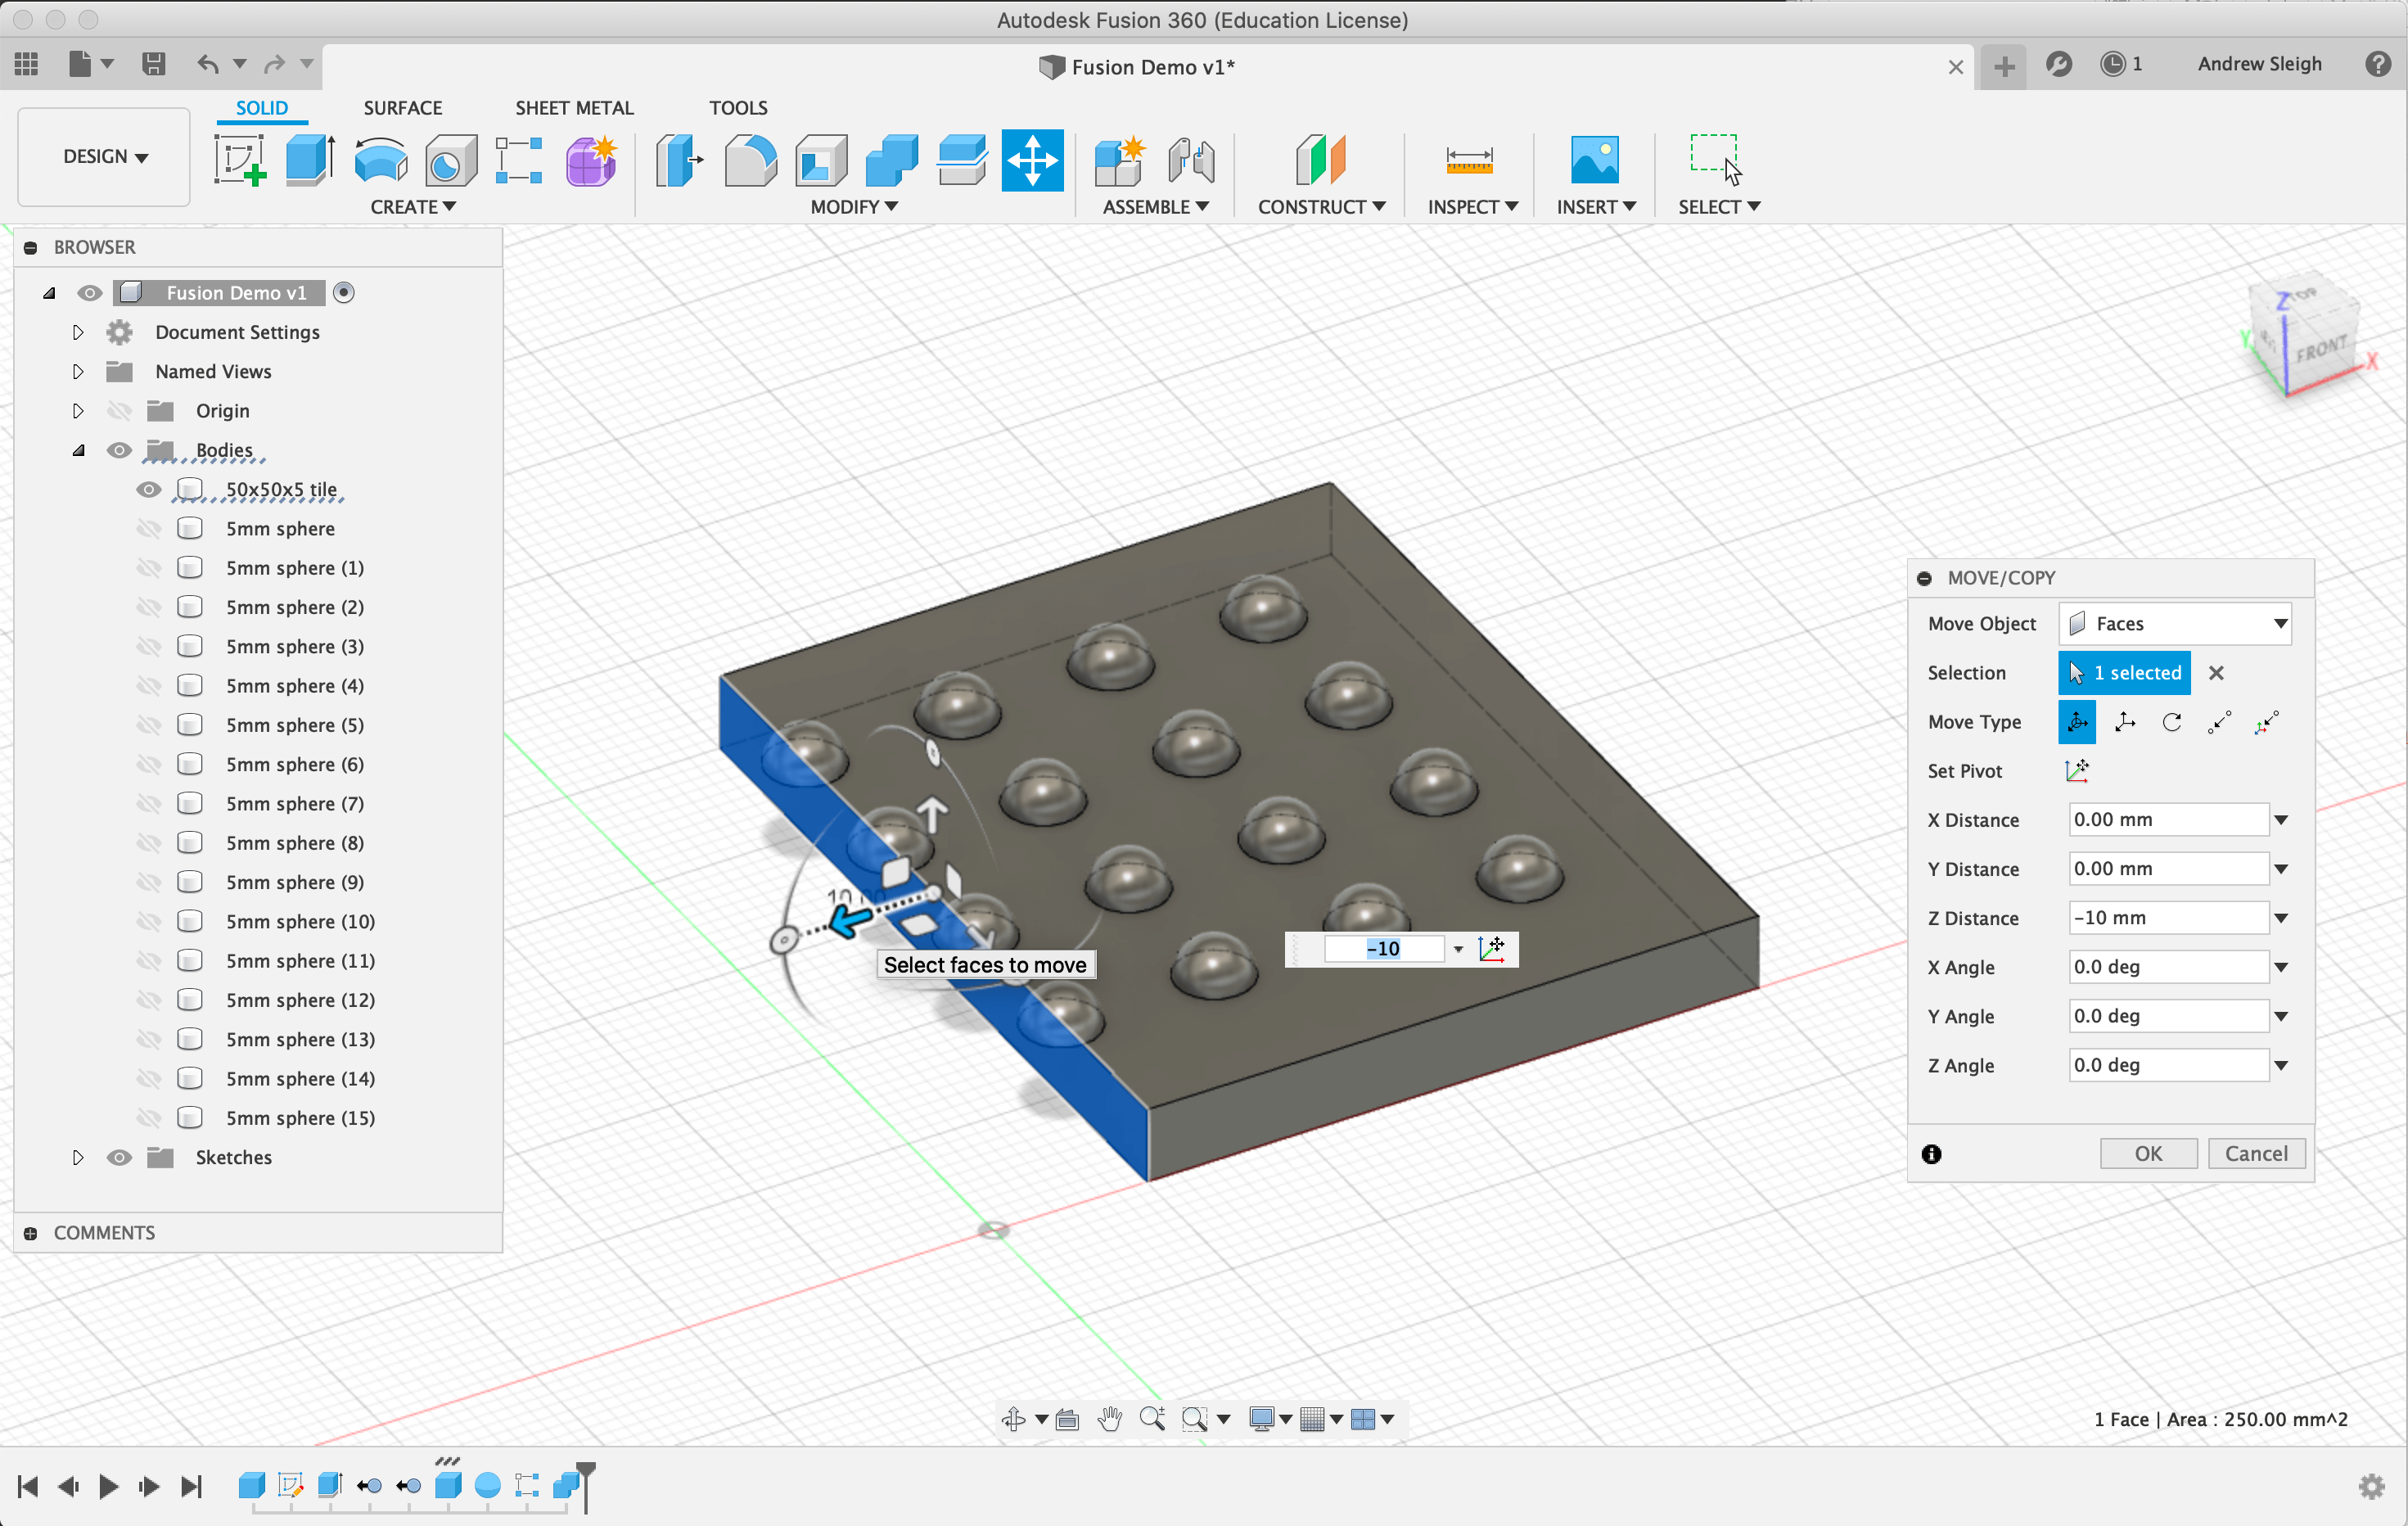 Autodesk Fusion 360 (Education License)
Fusion Demo v1*
1
Andrew Sleigh
DESIGN
SOLID
SURFACE
SHEET METAL
TOOLS
CREATE
MODIFY
ASSEMBLE
CONSTRUCT
INSPECT
INSERT
SELECT
BROWSER
Fusion Demo v1
Document Settings
Named Views
Origin
Bodies
50x50x5 tile
5mm sphere
5mm sphere (1)
5mm sphere (2)
5mm sphere (3)
5mm sphere (4)
5mm sphere (5)
5mm sphere (6)
5mm sphere (7)
5mm sphere (8)
5mm sphere (9)
5mm sphere (10)
5mm sphere (11)
5mm sphere (12)
5mm sphere (13)
5mm sphere (14)
5mm sphere (15)
Sketches
COMMENTS
TOP
Z
Y
FRONT
X
10.00
Select faces to move
-10
MOVE/COPY
Move Object
Faces
Selection
1 selected
Move Type
Set Pivot
X Distance
0.00 mm
Y Distance
0.00 mm
Z Distance
-10 mm
X Angle
0.0 deg
Y Angle
0.0 deg
Z Angle
0.0 deg
OK
Cancel
1 Face | Area : 250.00 mm^2